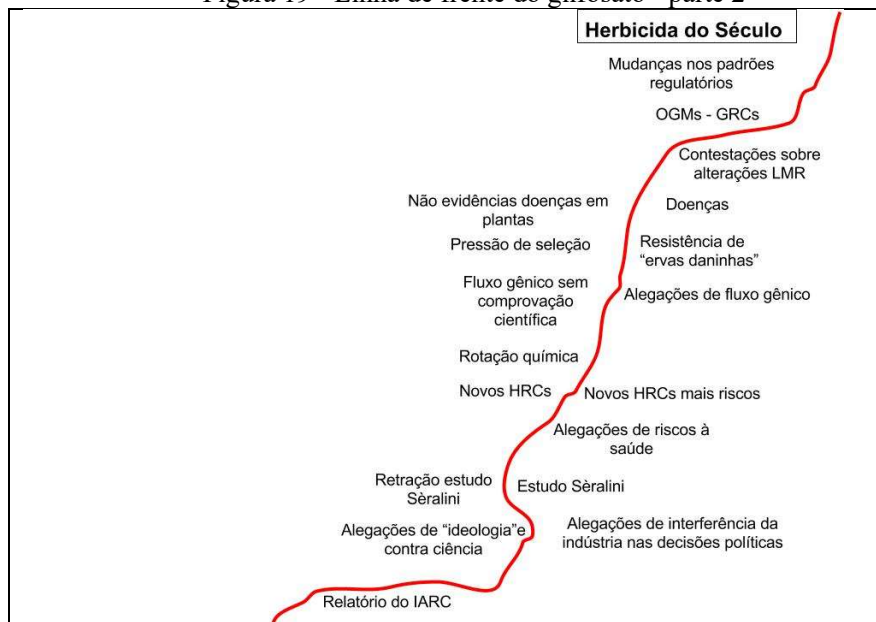 Figura 19 - Linha de frente do glifosato - parte 2
Herbicida do Século
Mudanças nos padrões
regulatórios
OGMs - GRCs
Contestações sobre
alterações LMR
Não evidências doenças em
plantas
Doenças
Pressão de seleção
Resistência de
“ervas daninhas”
Fluxo gênico sem
comprovação
científica
Alegações de fluxo gênico
Rotação química
Novos HRCs
Novos HRCs mais riscos
Alegações de riscos à
saúde
Retração estudo
Sèralini
Estudo Sèralini
Alegações de “ideologia”e
contra ciência
Alegações de interferência da
indústria nas decisões políticas
Relatório do IARC